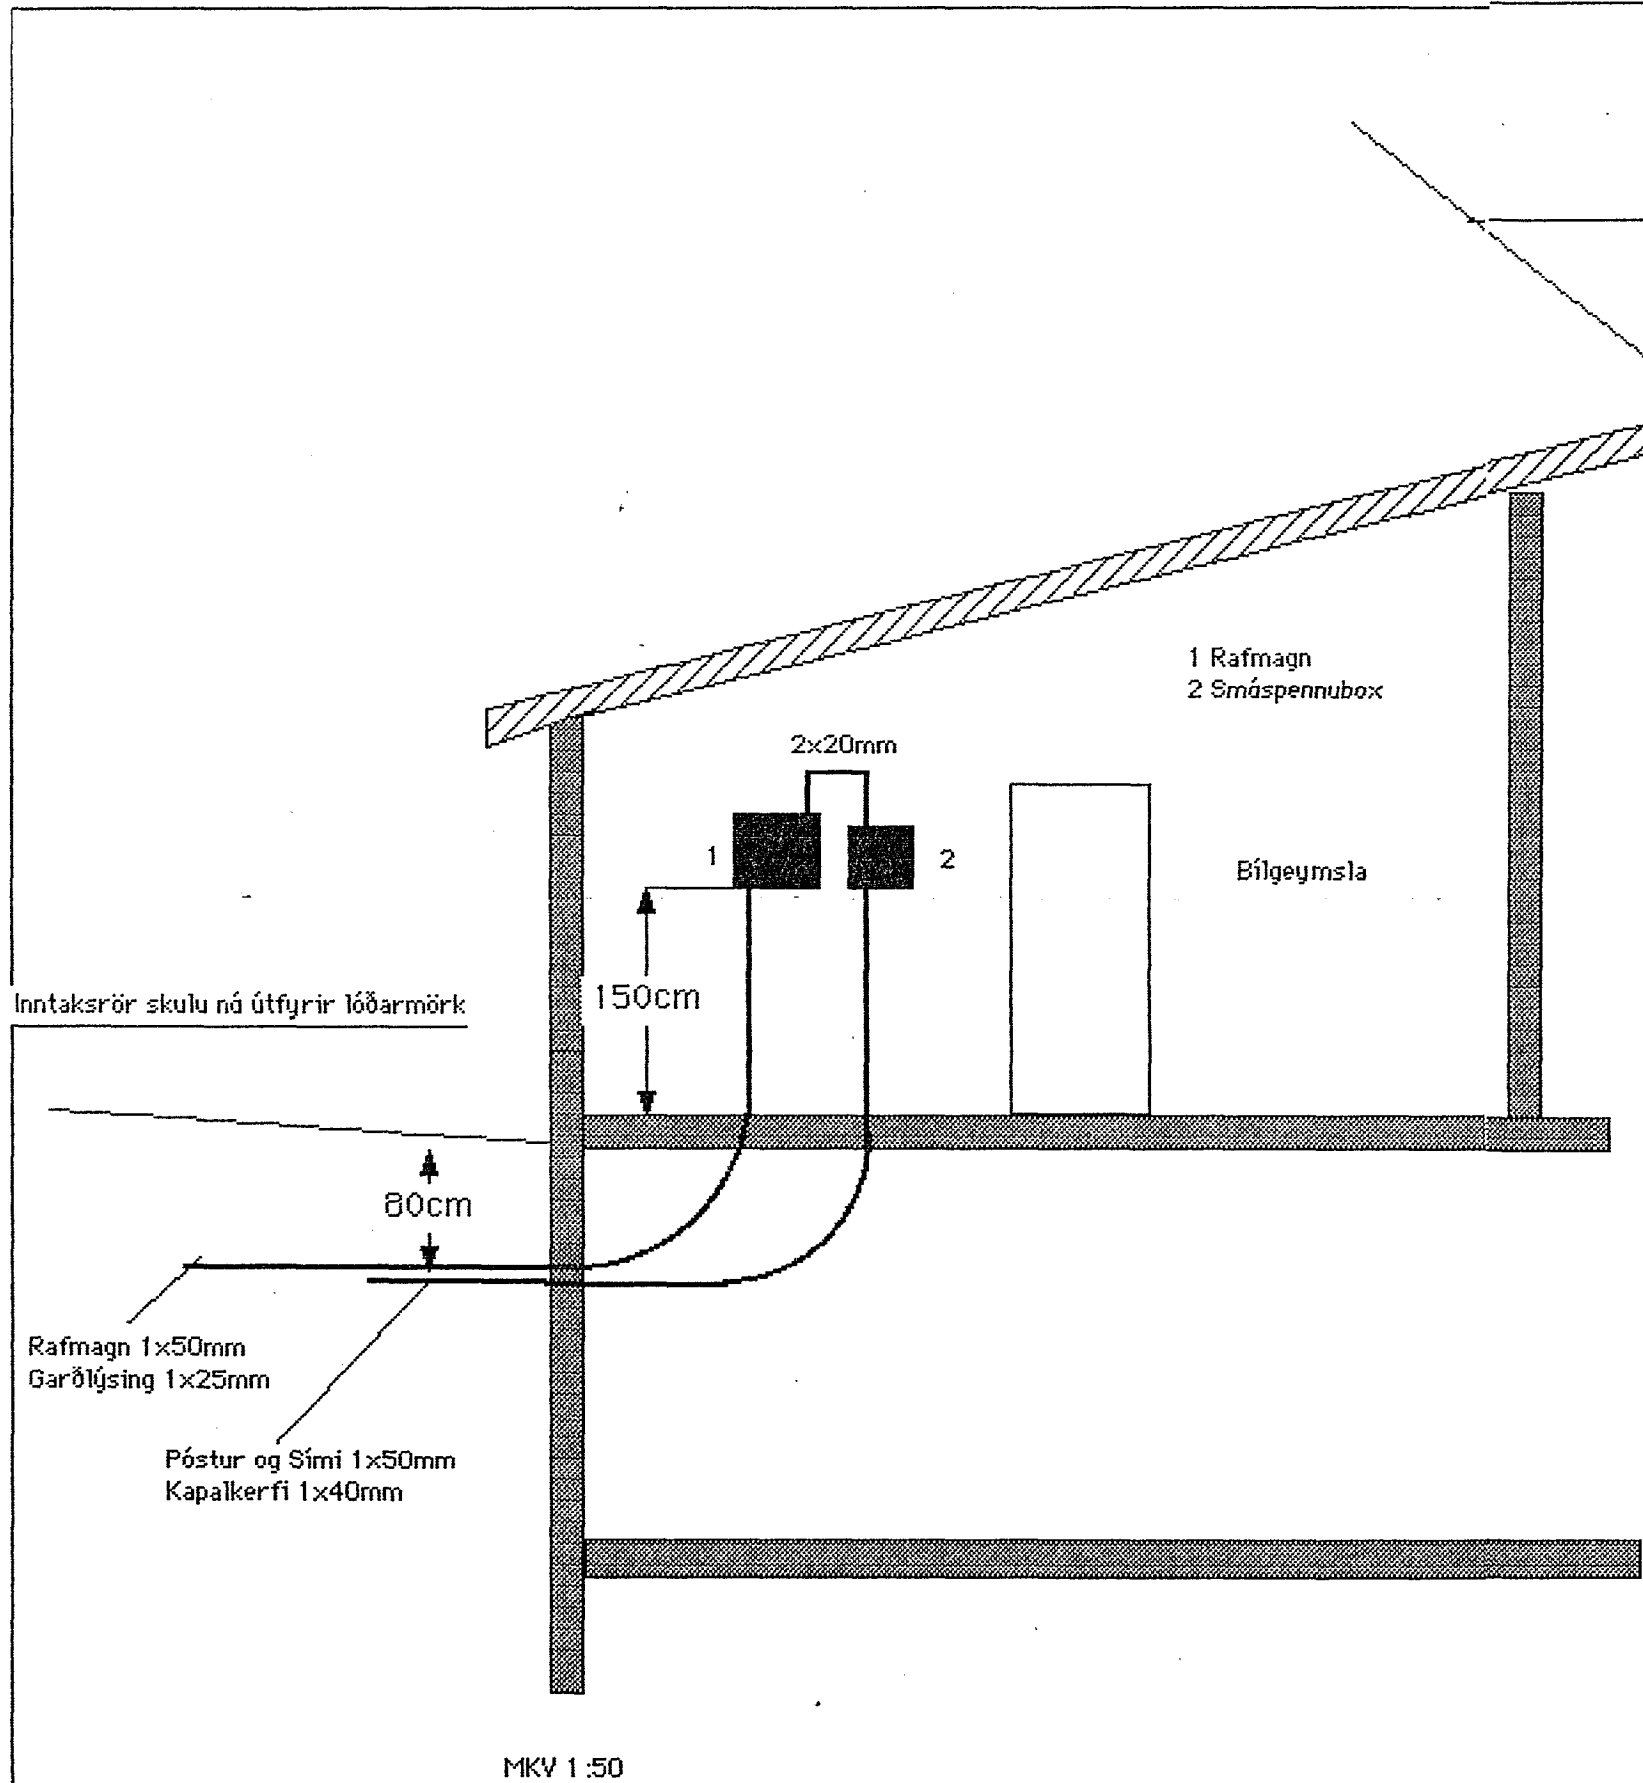 1 Rafmagn
2 Smáspennubox
2x20mm
1
2
Bílgeymsla
150cm
Inntaksrör skulu ná útfyrir lóðarmörk
80cm
Rafmagn 1x50mm
Garðlýsing 1x25mm
Póstur og Sími 1x50mm
Kapalkerfi 1x40mm
MKV 1:50